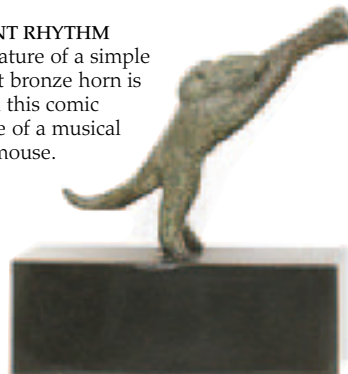 NT RHYTHM
ature of a simple
t bronze horn is
this comic
e of a musical
mouse.